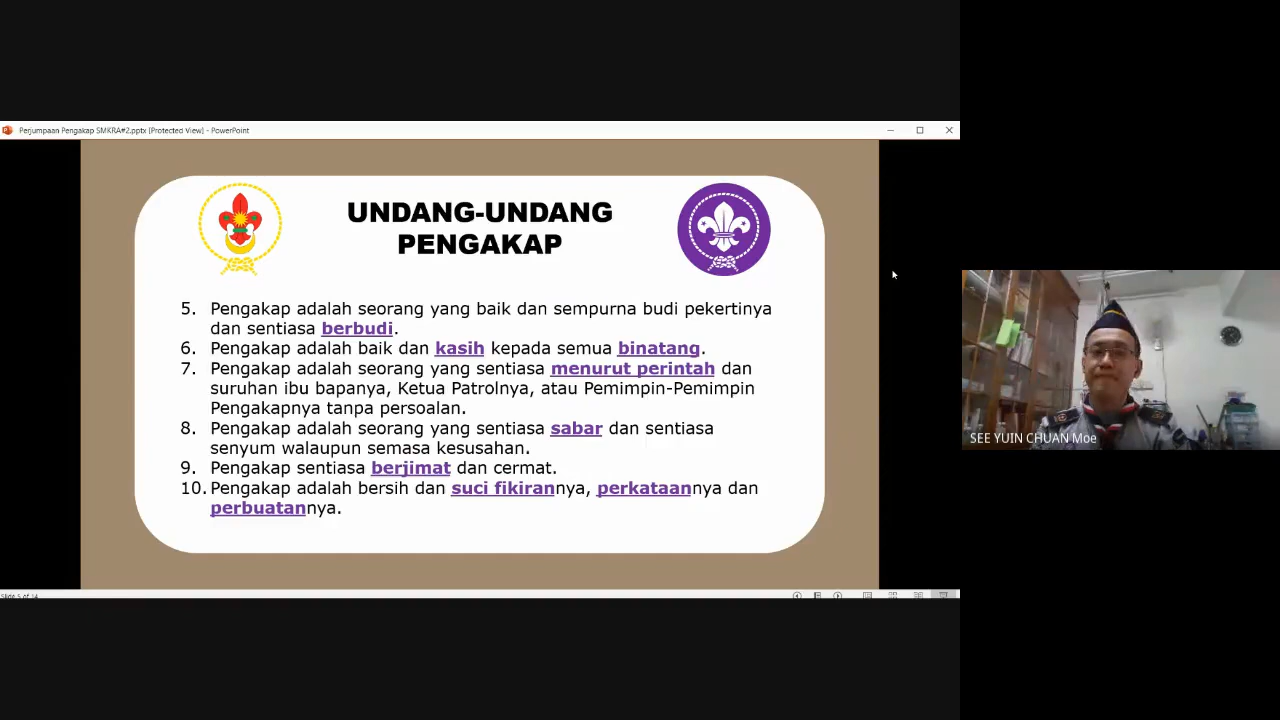 Perjumpaan Pengakap SMKRA#2.pptx [Protected View] - PowerPoint
UNDANG-UNDANG
PENGAKAP
5. Pengakap adalah seorang yang baik dan sempurna budi pekertinya
dan sentiasa berbudi.
6. Pengakap adalah baik dan kasih kepada semua binatang.
7. Pengakap adalah seorang yang sentiasa menurut perintah dan
suruhan ibu bapanya, Ketua Patrolnya, atau Pemimpin-Pemimpin
Pengakapnya tanpa persoalan.
8. Pengakap adalah seorang yang sentiasa sabar dan sentiasa
senyum walaupun semasa kesusahan.
9. Pengakap sentiasa berjimat dan cermat.
10. Pengakap adalah bersih dan suci fikirannya, perkataannya dan
perbuatannya.
Slide 5 of 14
SEE YUIN CHUAN Moe